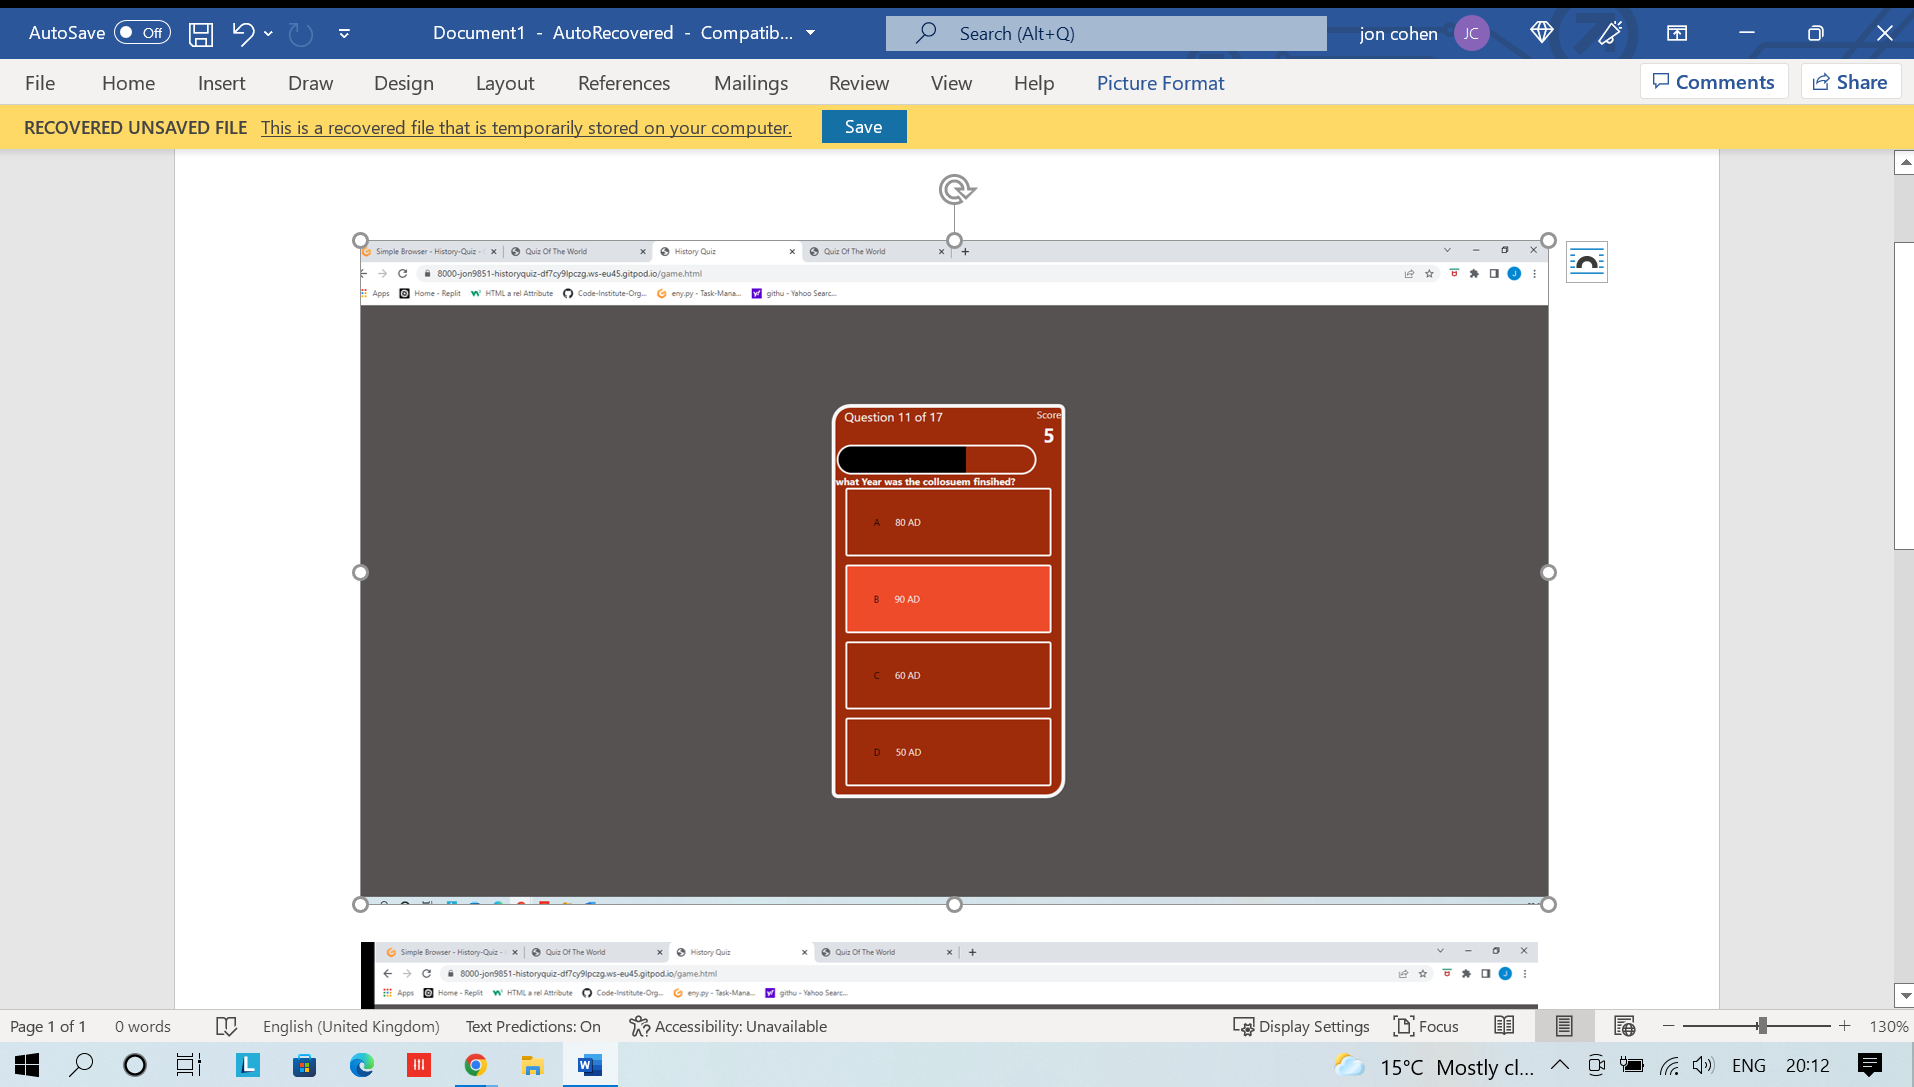 AutoSave Off Document1 - AutoRecovered - Compatib... Search (Alt+Q) jon cohen JC
File Home Insert Draw Design Layout References Mailings Review View Help Picture Format Comments Share
RECOVERED UNSAVED FILE This is a recovered file that is temporarily stored on your computer. Save
Simple Browser - History-Quiz - Quiz Of The World History Quiz Quiz Of The World
8000-jon9851-historyquiz-df7cy9lpczg.ws-eu45.gitpod.io/game.html
Apps Home - Replit HTML a rel Attribute Code-Institute-Org... eny.py - Task-Mana... githu - Yahoo Searc...
Question 11 of 17 Score
5
what Year was the collosuem finsihed?
A 80 AD
B 90 AD
C 60 AD
D 50 AD
Simple Browser - History-Quiz - Quiz Of The World History Quiz Quiz Of The World
8000-jon9851-historyquiz-df7cy9lpczg.ws-eu45.gitpod.io/game.html
Apps Home - Replit HTML a rel Attribute Code-Institute-Org... eny.py - Task-Mana... githu - Yahoo Searc...
Page 1 of 1 0 words English (United Kingdom) Text Predictions: On Accessibility: Unavailable Display Settings Focus 130%
L W 15°C Mostly cl... ENG 20:12